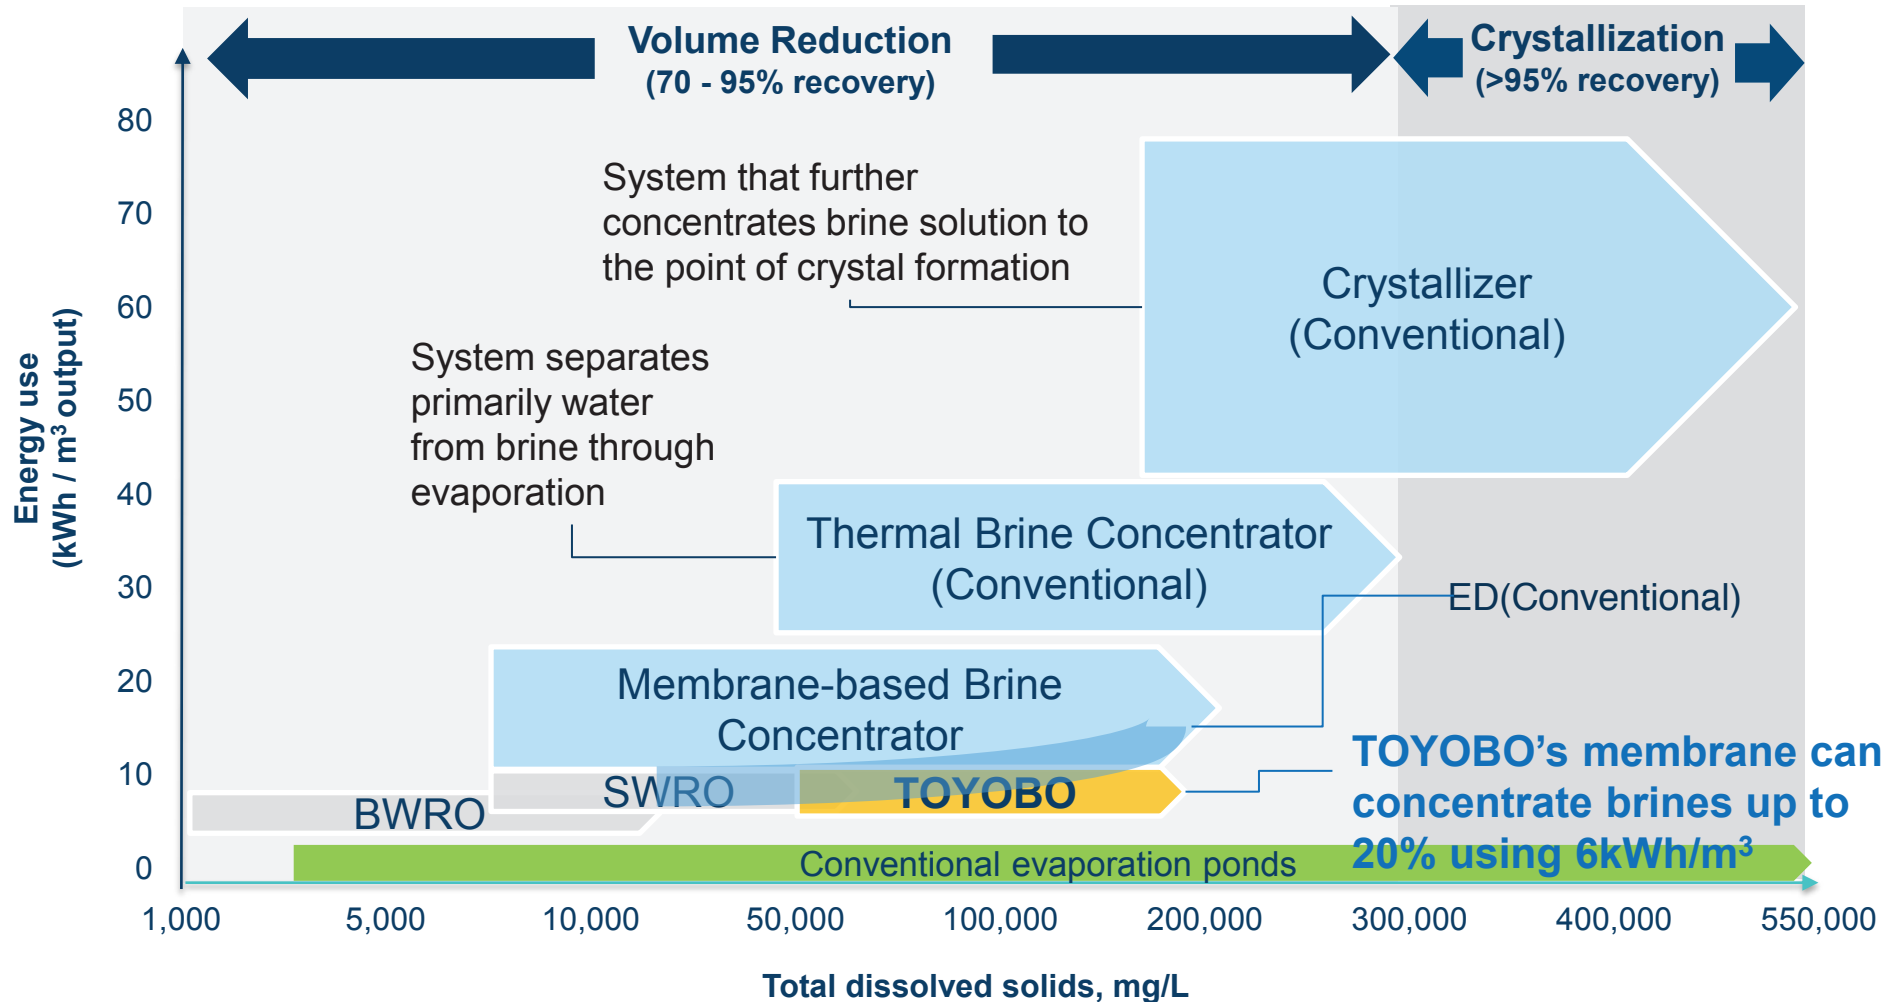 Volume Reduction
(70 - 95% recovery)
Crystallization
(>95% recovery)
80
70
60
50
40
30
20
10
0
Energy use
(kWh / m³ output)
System that further
concentrates brine solution to
the point of crystal formation
Crystallizer
(Conventional)
System separates
primarily water
from brine through
evaporation
Thermal Brine Concentrator
(Conventional)
ED(Conventional)
Membrane-based Brine
Concentrator
SWRO
TOYOBO
BWRO
TOYOBO’s membrane can
concentrate brines up to
20% using 6kWh/m³
Conventional evaporation ponds
1,000
5,000
10,000
50,000
100,000
200,000
300,000
400,000
550,000
Total dissolved solids, mg/L